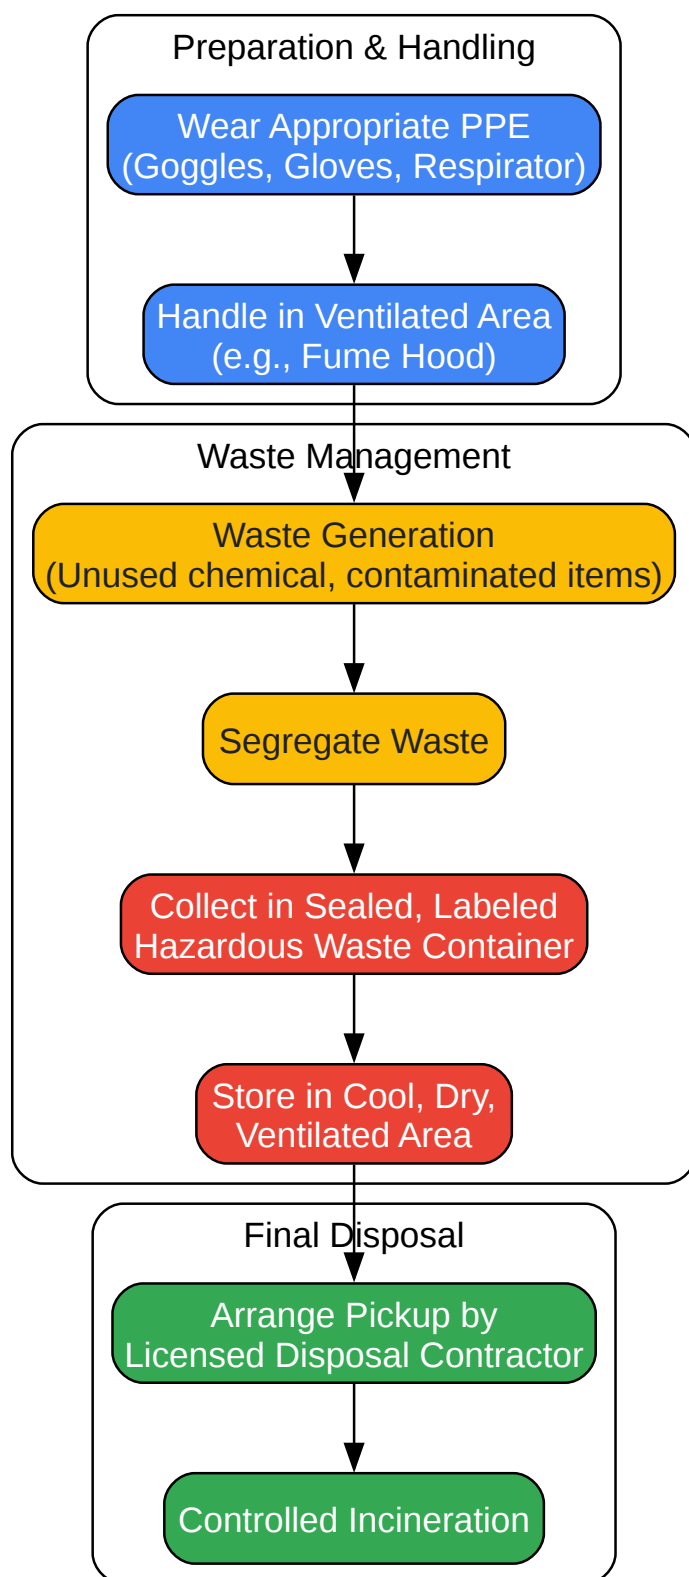 Preparation & Handling
Wear Appropriate PPE
(Goggles, Gloves, Respirator)
Handle in Ventilated Area
(e.g., Fume Hood)
Waste Management
Waste Generation
(Unused chemical, contaminated items)
Segregate Waste
Collect in Sealed, Labeled
Hazardous Waste Container
Store in Cool, Dry,
Ventilated Area
Final Disposal
Arrange Pickup by
Licensed Disposal Contractor
Controlled Incineration